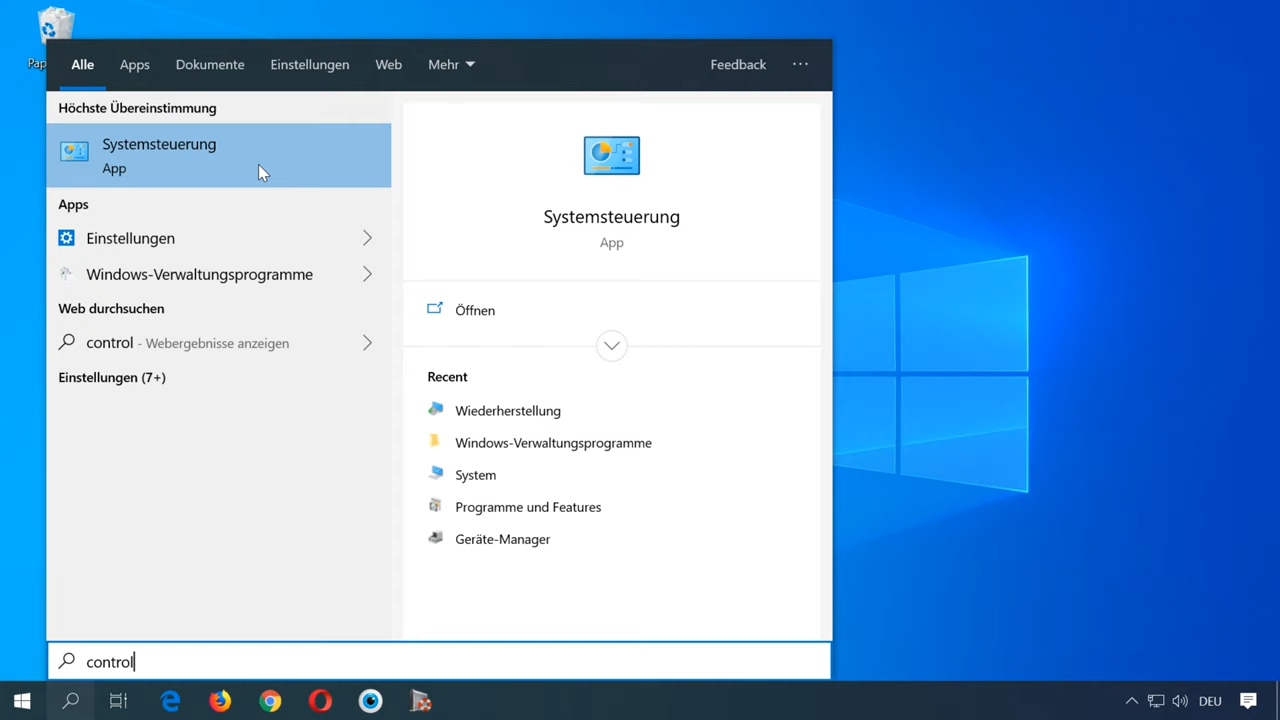 Pap
Alle Apps Dokumente Einstellungen Web Mehr Feedback ...
Höchste Übereinstimmung
Systemsteuerung
App
Apps
Einstellungen
Windows-Verwaltungsprogramme
Web durchsuchen
control - Webergebnisse anzeigen
Einstellungen (7+)
Systemsteuerung
App
Öffnen
Recent
Wiederherstellung
Windows-Verwaltungsprogramme
System
Programme und Features
Geräte-Manager
control
DEU